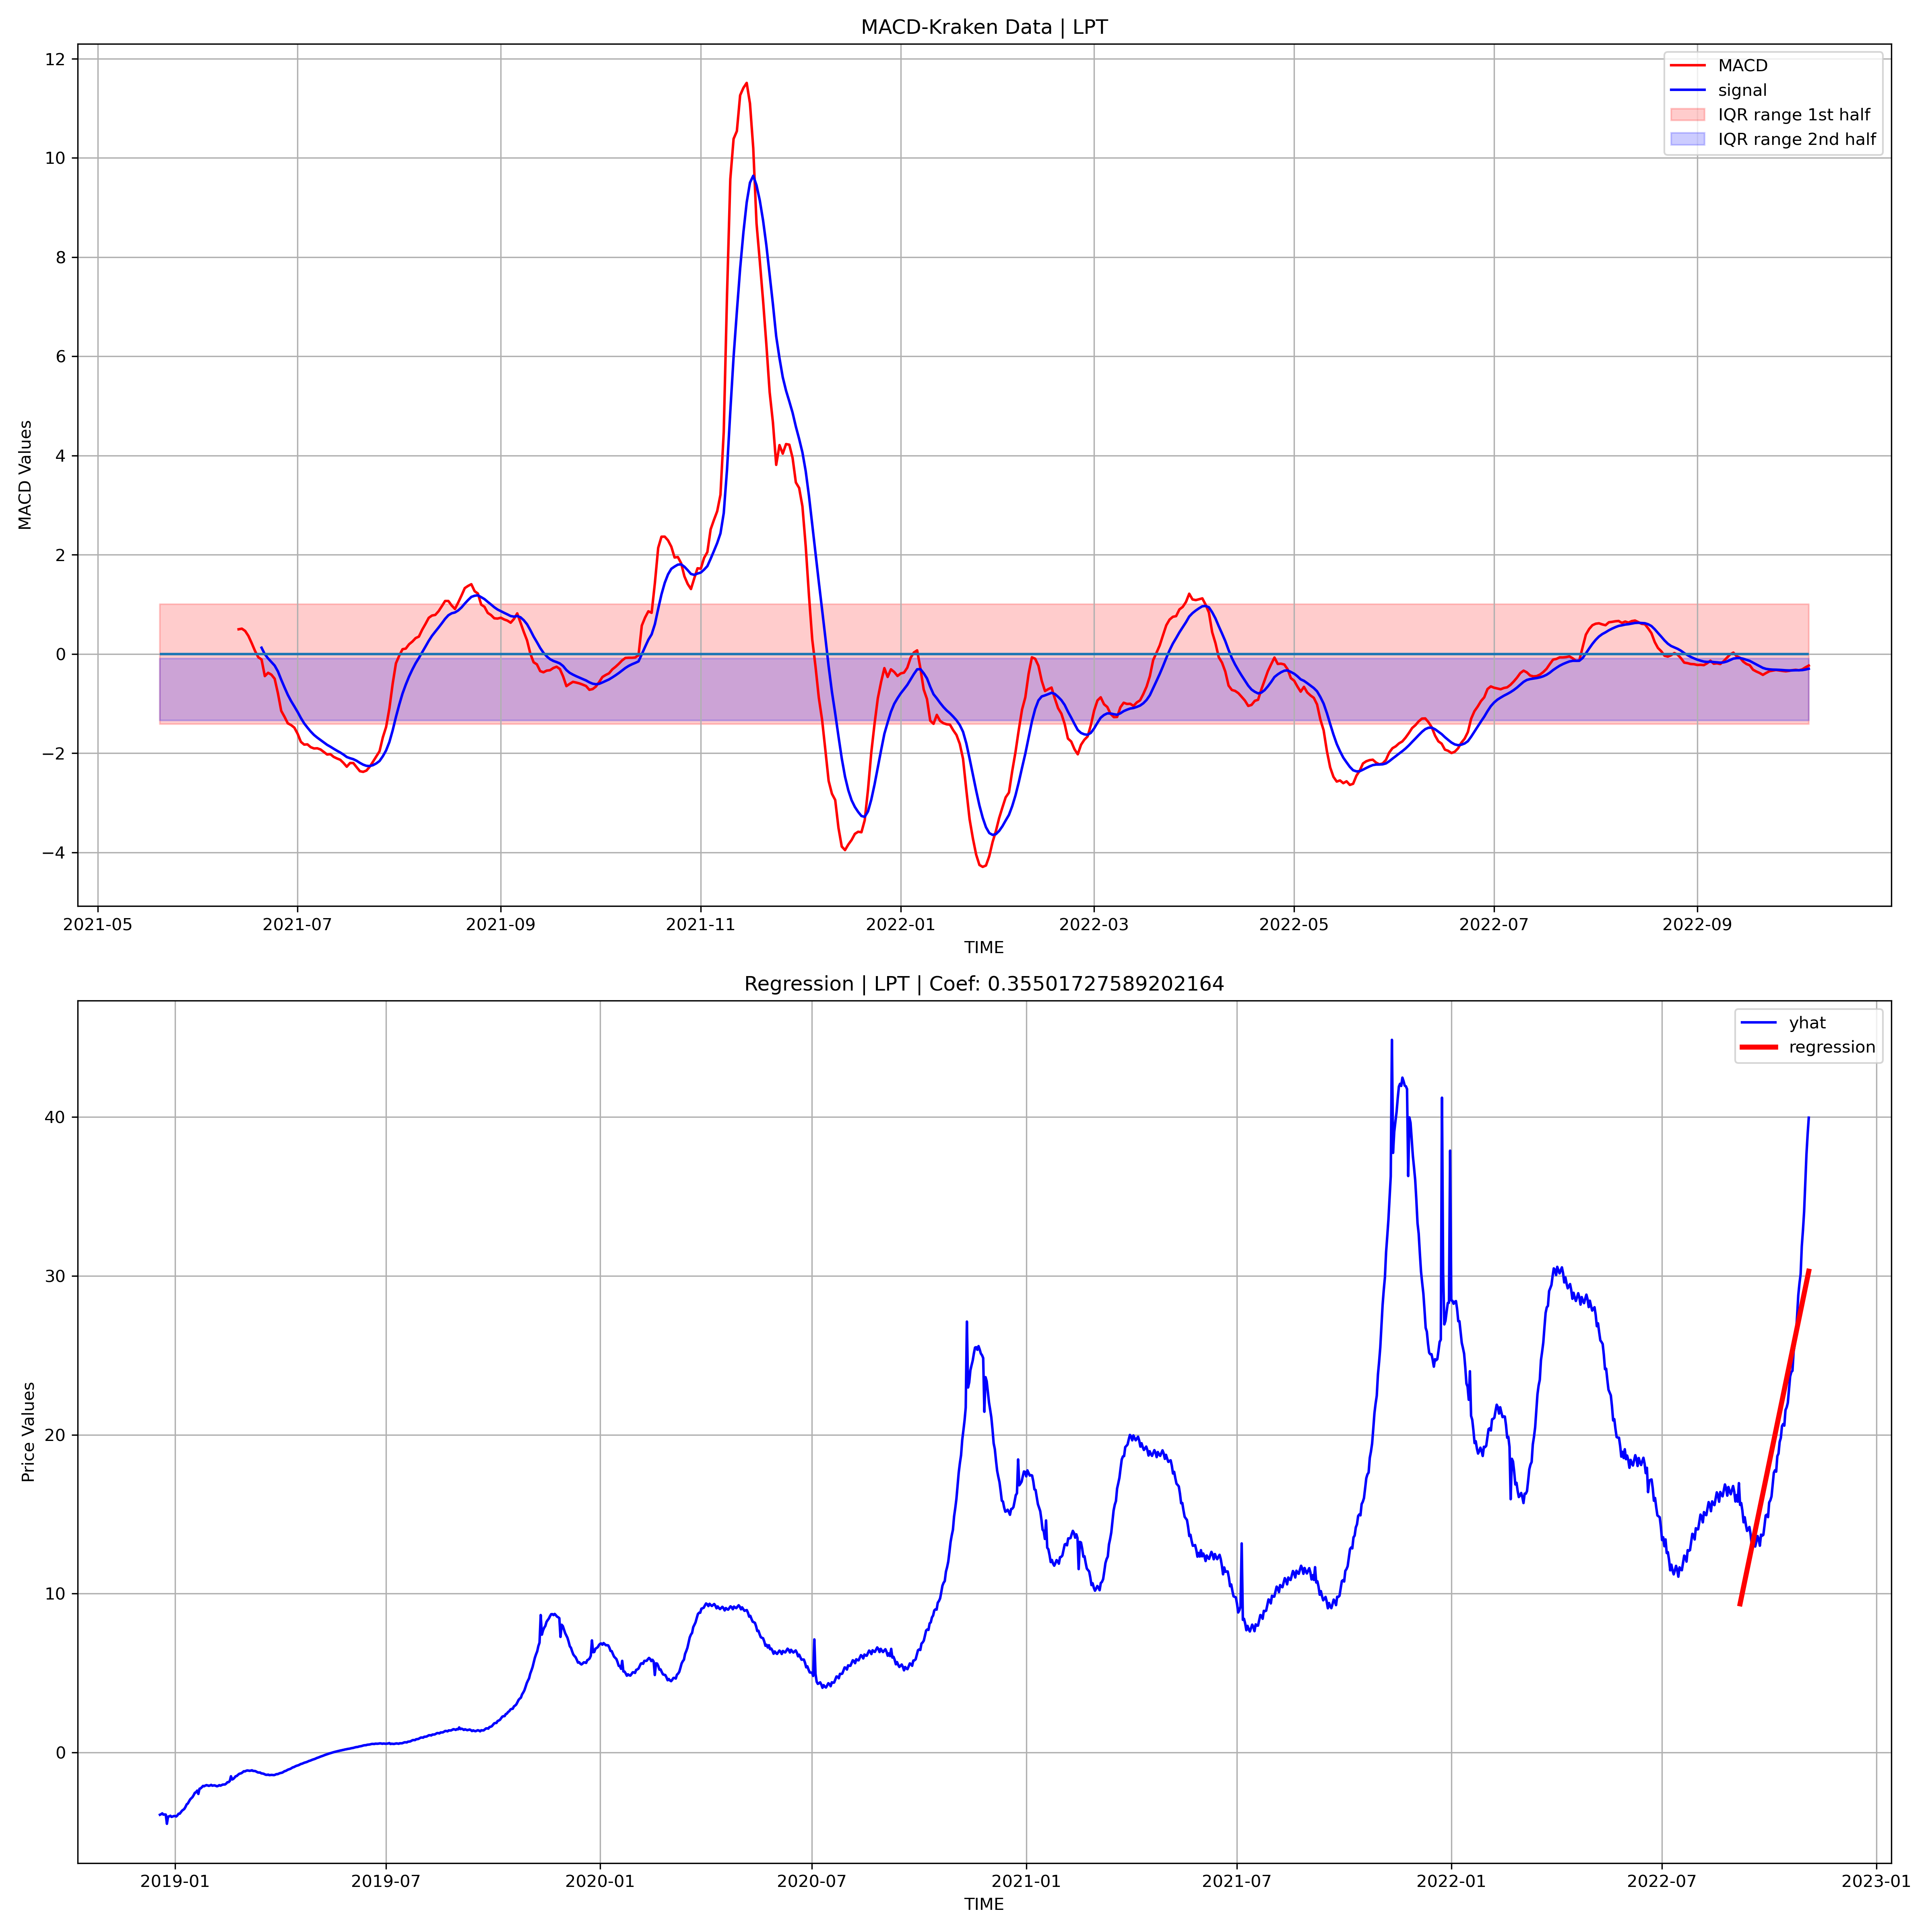 MACD-Kraken Data | LPT
MACD
signal
IQR range 1st half
IQR range 2nd half
12
10
8
6
4
2
0
−2
−4
MACD Values
2021-05
2021-07
2021-09
2021-11
2022-01
2022-03
2022-05
2022-07
2022-09
TIME
Regression | LPT | Coef: 0.35501727589202164
yhat
regression
40
30
20
10
0
Price Values
2019-01
2019-07
2020-01
2020-07
2021-01
2021-07
2022-01
2022-07
2023-01
TIME